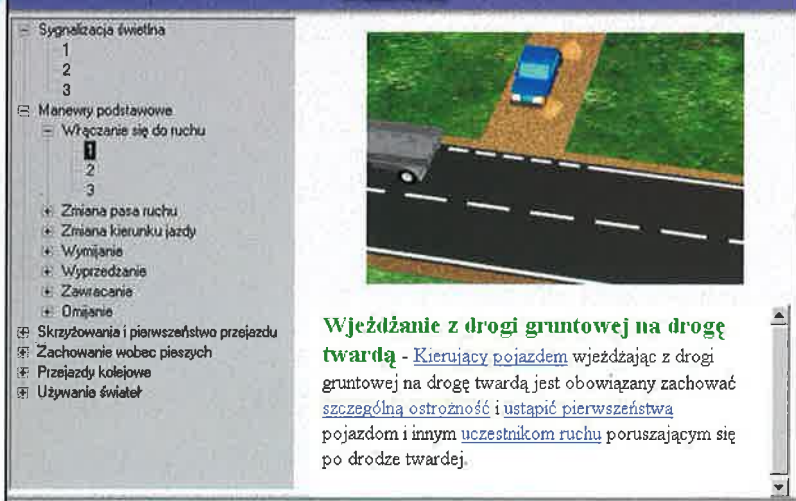 Sygnalizacja świetlna
1
2
3
Manewry podstawowe
Włączanie się do ruchu
1
2
3
Zmiana pasa ruchu
Zmiana kierunku jazdy
Wymijanie
Wyprzedzanie
Zawracanie
Omijanie
Skrzyżowania i pierwszeństwo przejazdu
Zachowanie wobec pieszych
Przejazdy kolejowe
Używanie świateł
Wjeżdżanie z drogi gruntowej na drogę
twardą - Kierujący pojazdem wjeżdżając z drogi
gruntowej na drogę twardą jest obowiązany zachować
szczególną ostrożność i ustąpić pierwszeństwa
pojazdom i innym uczestnikom ruchu poruszającym się
po drodze twardej.